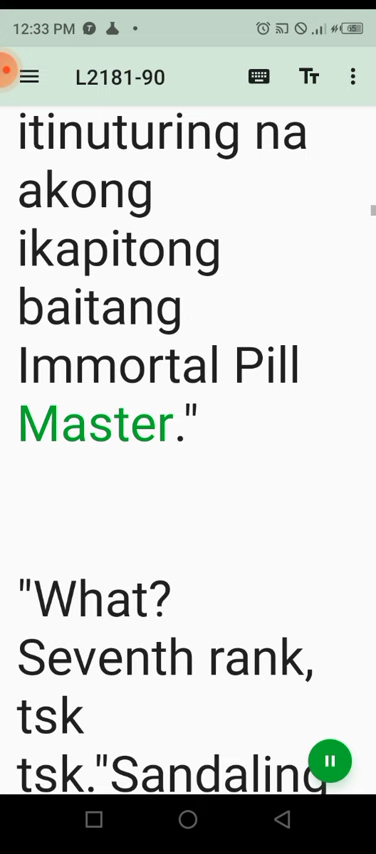 12:33 PM
L2181-90
itinuturing na
akong
ikapitong
baitang
Immortal Pill
Master."
"What?
Seventh rank,
tsk
tsk."Sandaling